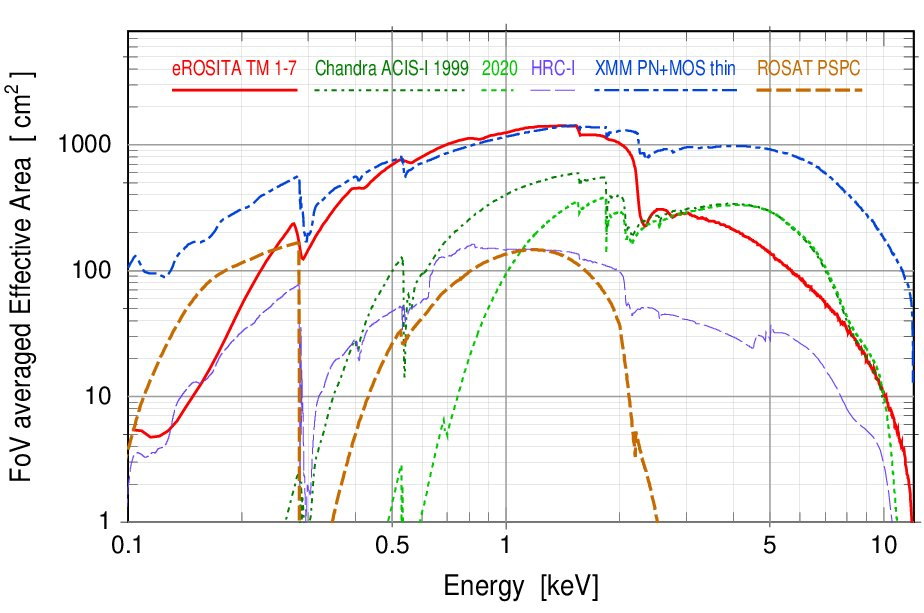 eROSITA TM 1-7 Chandra ACIS-I 1999 2020 HRC-I XMM PN+MOS thin ROSAT PSPC
FoV averaged Effective Area [ cm² ]
1000
100
10
1
0.1 0.5 1 5 10
Energy [keV]